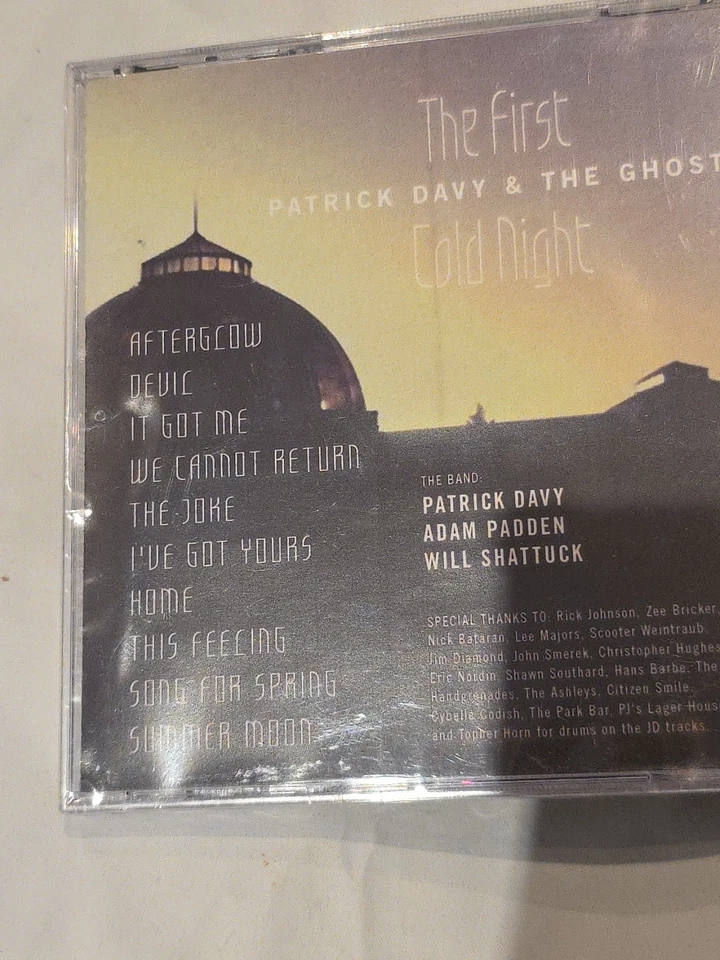 The First
PATRICK DAVY & THE GHOST
Cold Night
AFTERGLOW
DEVIL
IT GOT ME
WE CANNOT RETURN
THE JOKE
I'VE GOT YOURS
HOME
THIS FEELING
SONG FOR SPRING
SUMMER MOON
THE BAND:
PATRICK DAVY
ADAM PADDEN
WILL SHATTUCK
SPECIAL THANKS TO: Rick Johnson, Zee Bricker,
Nick Bataran, Lee Majors, Scooter Weintraub,
Jim Diamond, John Smerek, Christopher Hughes
Eric Nordin, Shawn Southard, Hans Barbe, The
Handgrenades, The Ashleys, Citizen Smile,
Cybelle Codish, The Park Bar, PJ's Lager Hous
and Topher Horn for drums on the JD tracks.